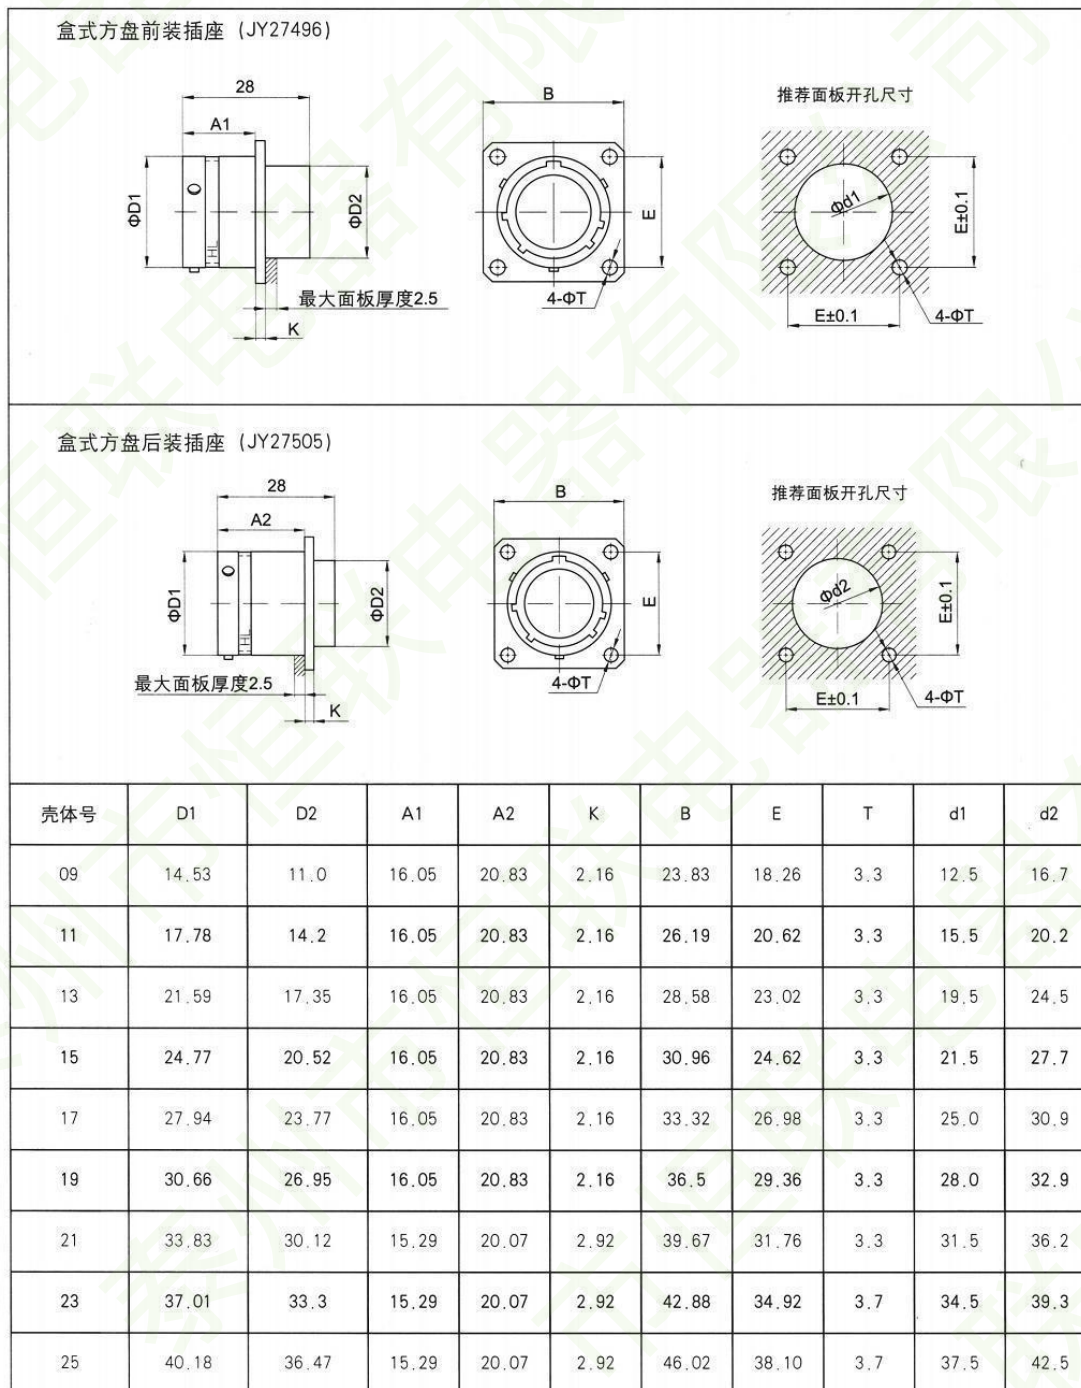 盒式方盘前装插座 (JY27496)
28
A1
ΦD1
ΦD2
HL
最大面板厚度2.5
K
B
E
4-ΦT
推荐面板开孔尺寸
Φd1
E±0.1
E±0.1
4-ΦT
盒式方盘后装插座 (JY27505)
28
A2
ΦD1
ΦD2
HL
最大面板厚度2.5
K
B
E
4-ΦT
推荐面板开孔尺寸
Φd2
E±0.1
E±0.1
4-ΦT
壳体号 D1 D2 A1 A2 K B E T d1 d2
09 14.53 11.0 16.05 20.83 2.16 23.83 18.26 3.3 12.5 16.7
11 17.78 14.2 16.05 20.83 2.16 26.19 20.62 3.3 15.5 20.2
13 21.59 17.35 16.05 20.83 2.16 28.58 23.02 3.3 19.5 24.5
15 24.77 20.52 16.05 20.83 2.16 30.96 24.62 3.3 21.5 27.7
17 27.94 23.77 16.05 20.83 2.16 33.32 26.98 3.3 25.0 30.9
19 30.66 26.95 16.05 20.83 2.16 36.5 29.36 3.3 28.0 32.9
21 33.83 30.12 15.29 20.07 2.92 39.67 31.76 3.3 31.5 36.2
23 37.01 33.3 15.29 20.07 2.92 42.88 34.92 3.7 34.5 39.3
25 40.18 36.47 15.29 20.07 2.92 46.02 38.10 3.7 37.5 42.5
泰州市恒联电器有限公司